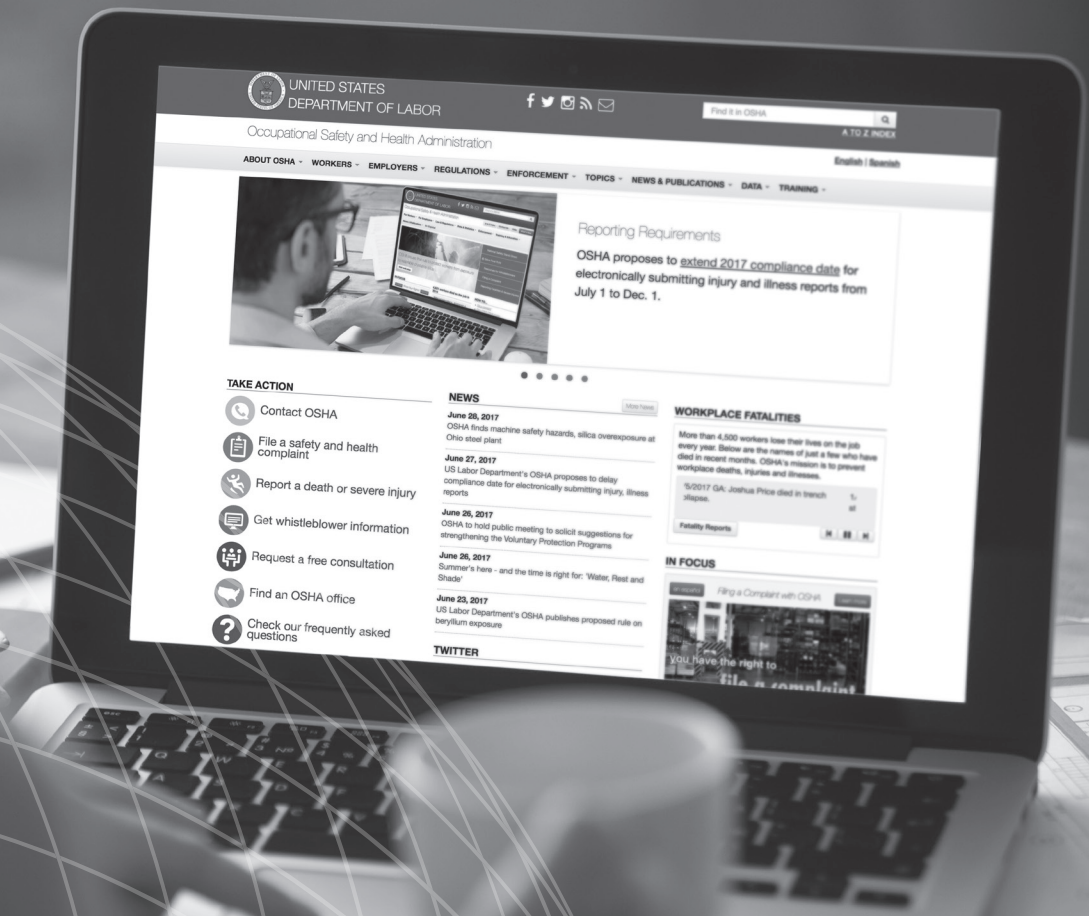 UNITED STATES
DEPARTMENT OF LABOR
Find it in OSHA
A TO Z INDEX
Occupational Safety and Health Administration
English | Spanish
ABOUT OSHA WORKERS EMPLOYERS REGULATIONS ENFORCEMENT TOPICS NEWS & PUBLICATIONS DATA TRAINING
Reporting Requirements
OSHA proposes to extend 2017 compliance date for
electronically submitting injury and illness reports from
July 1 to Dec. 1.
TAKE ACTION
Contact OSHA
File a safety and health
complaint
Report a death or severe injury
Get whistleblower information
Request a free consultation
Find an OSHA office
Check our frequently asked
questions
NEWS
More News
June 28, 2017
OSHA finds machine safety hazards, silica overexposure at
Ohio steel plant
June 27, 2017
US Labor Department's OSHA proposes to delay
compliance date for electronically submitting injury, illness
reports
June 26, 2017
OSHA to hold public meeting to solicit suggestions for
strengthening the Voluntary Protection Programs
June 26, 2017
Summer's here - and the time is right for: 'Water, Rest and
Shade'
June 23, 2017
US Labor Department's OSHA publishes proposed rule on
beryllium exposure
TWITTER
WORKPLACE FATALITIES
More than 4,500 workers lose their lives on the job
every year. Below are the names of just a few who have
died in recent months. OSHA's mission is to prevent
workplace deaths, injuries and illnesses.
5/2017 GA: Joshua Price died in trench
Fatality Reports
IN FOCUS
Filing a Complaint with OSHA
you have the right to
file a complaint